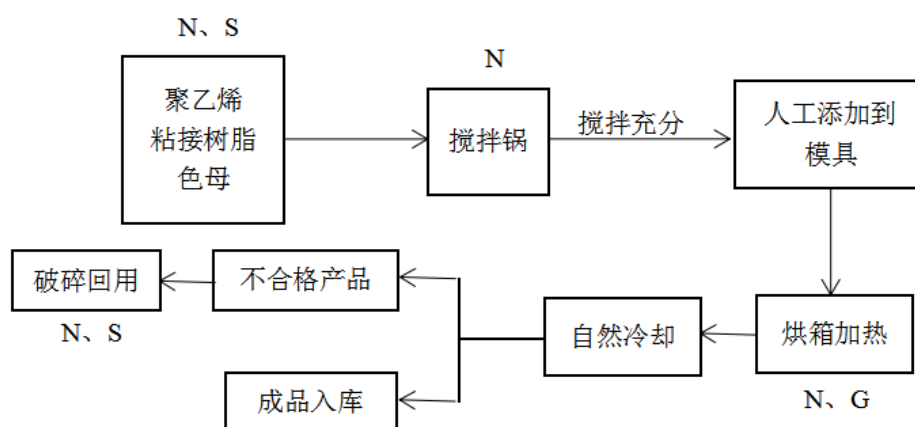 N、S
N
聚乙烯
粘接树脂
色母
搅拌锅
搅拌充分
人工添加到
模具
破碎回用
不合格产品
自然冷却
烘箱加热
N、S
成品入库
N、G